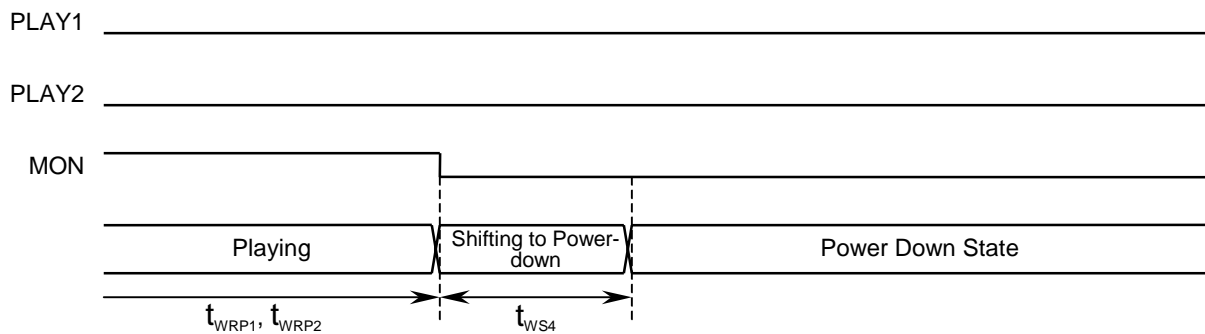 PLAY1
PLAY2
MON
Playing
Shifting to Power-
down
Power Down State
tWRP1, tWRP2
tWS4